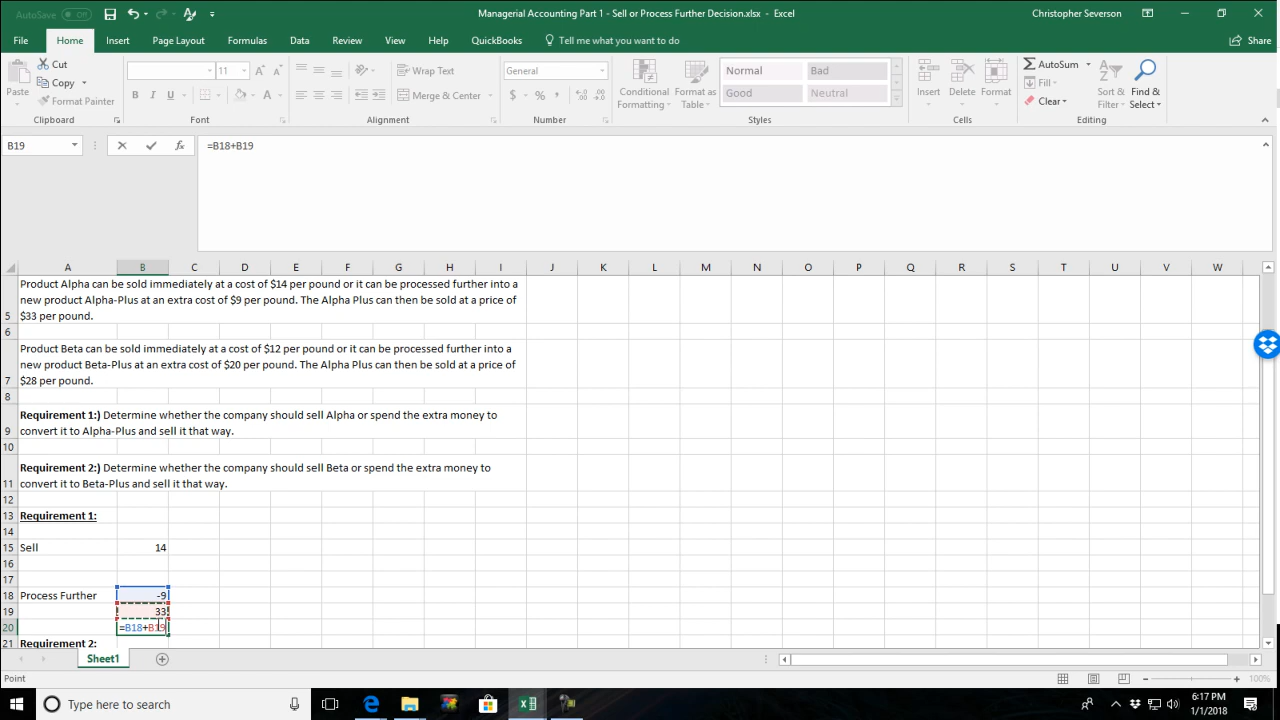 AutoSave Off
Managerial Accounting Part 1 - Sell or Process Further Decision.xlsx - Excel
Christopher Severson
File Home Insert Page Layout Formulas Data Review View Help QuickBooks Tell me what you want to do Share
Paste
Cut
Copy
Format Painter
Clipboard
11
B I U
Font
Wrap Text
Merge & Center
Alignment
General
$ % ,
Number
Conditional Formatting
Format as Table
Normal Bad
Good Neutral
Styles
Insert Delete Format
Cells
AutoSum
Fill
Clear
Sort & Filter
Find & Select
Editing
B19 fx =B18+B19
A B C D E F G H I J K L M N O P Q R S T U V W
Product Alpha can be sold immediately at a cost of $14 per pound or it can be processed further into a
new product Alpha-Plus at an extra cost of $9 per pound. The Alpha Plus can then be sold at a price of
5 $33 per pound.
6
Product Beta can be sold immediately at a cost of $12 per pound or it can be processed further into a
new product Beta-Plus at an extra cost of $20 per pound. The Alpha Plus can then be sold at a price of
7 $28 per pound.
8
Requirement 1:) Determine whether the company should sell Alpha or spend the extra money to
9 convert it to Alpha-Plus and sell it that way.
10
Requirement 2:) Determine whether the company should sell Beta or spend the extra money to
11 convert it to Beta-Plus and sell it that way.
12
13 Requirement 1:
14
15 Sell 14
16
17
18 Process Further -9
19 33
20 =B18+B19
21 Requirement 2:
Sheet1
Point 100%
Type here to search
6:17 PM
1/1/2018